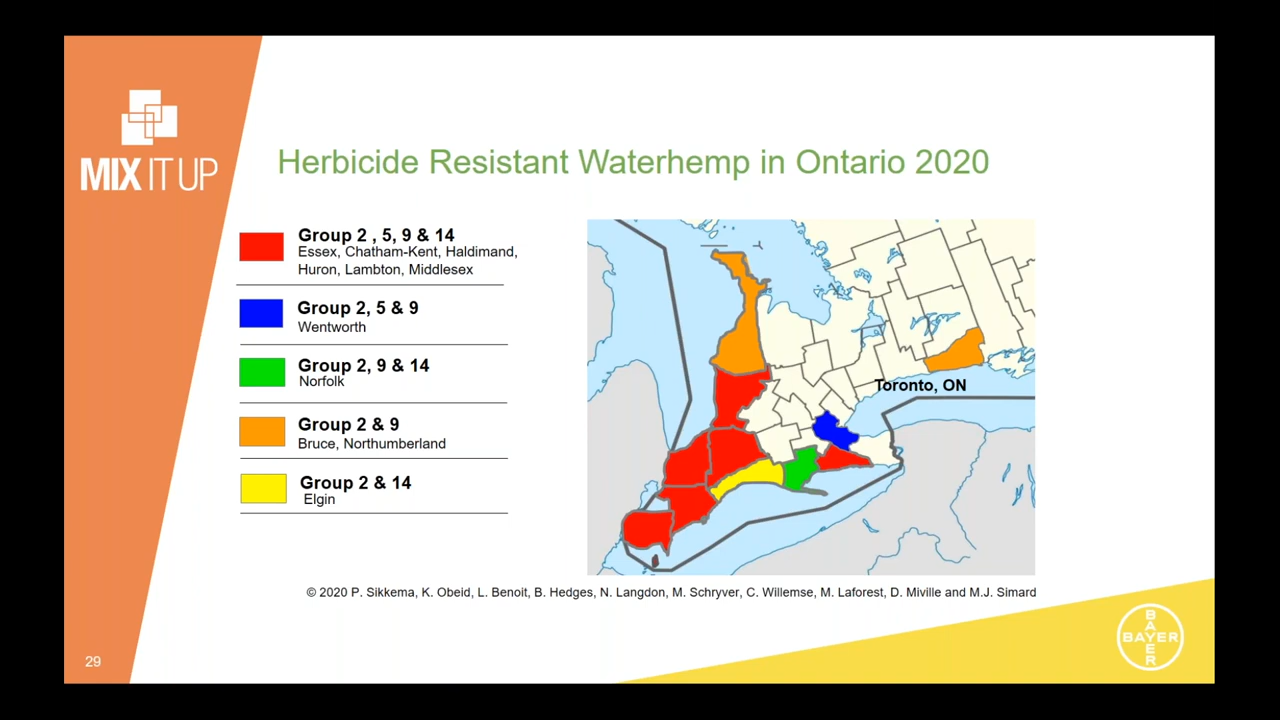 MIX IT UP
Herbicide Resistant Waterhemp in Ontario 2020
Group 2 , 5, 9 & 14
Essex, Chatham-Kent, Haldimand,
Huron, Lambton, Middlesex
Group 2, 5 & 9
Wentworth
Group 2, 9 & 14
Norfolk
Group 2 & 9
Bruce, Northumberland
Group 2 & 14
Elgin
Toronto, ON
© 2020 P. Sikkema, K. Obeid, L. Benoit, B. Hedges, N. Langdon, M. Schryver, C. Willemse, M. Laforest, D. Miville and M.J. Simard
29
BAYER
BAYER